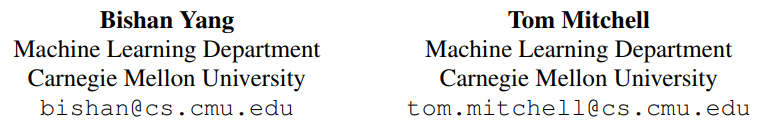 Bishan Yang
Machine Learning Department
Carnegie Mellon University
bishan@cs.cmu.edu
Tom Mitchell
Machine Learning Department
Carnegie Mellon University
tom.mitchell@cs.cmu.edu